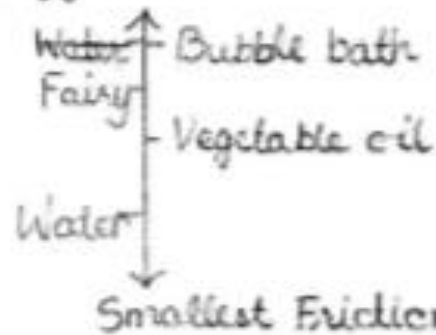 Water Bubble bath
Fairy
Vegetable oil
Water
Smallest Friction